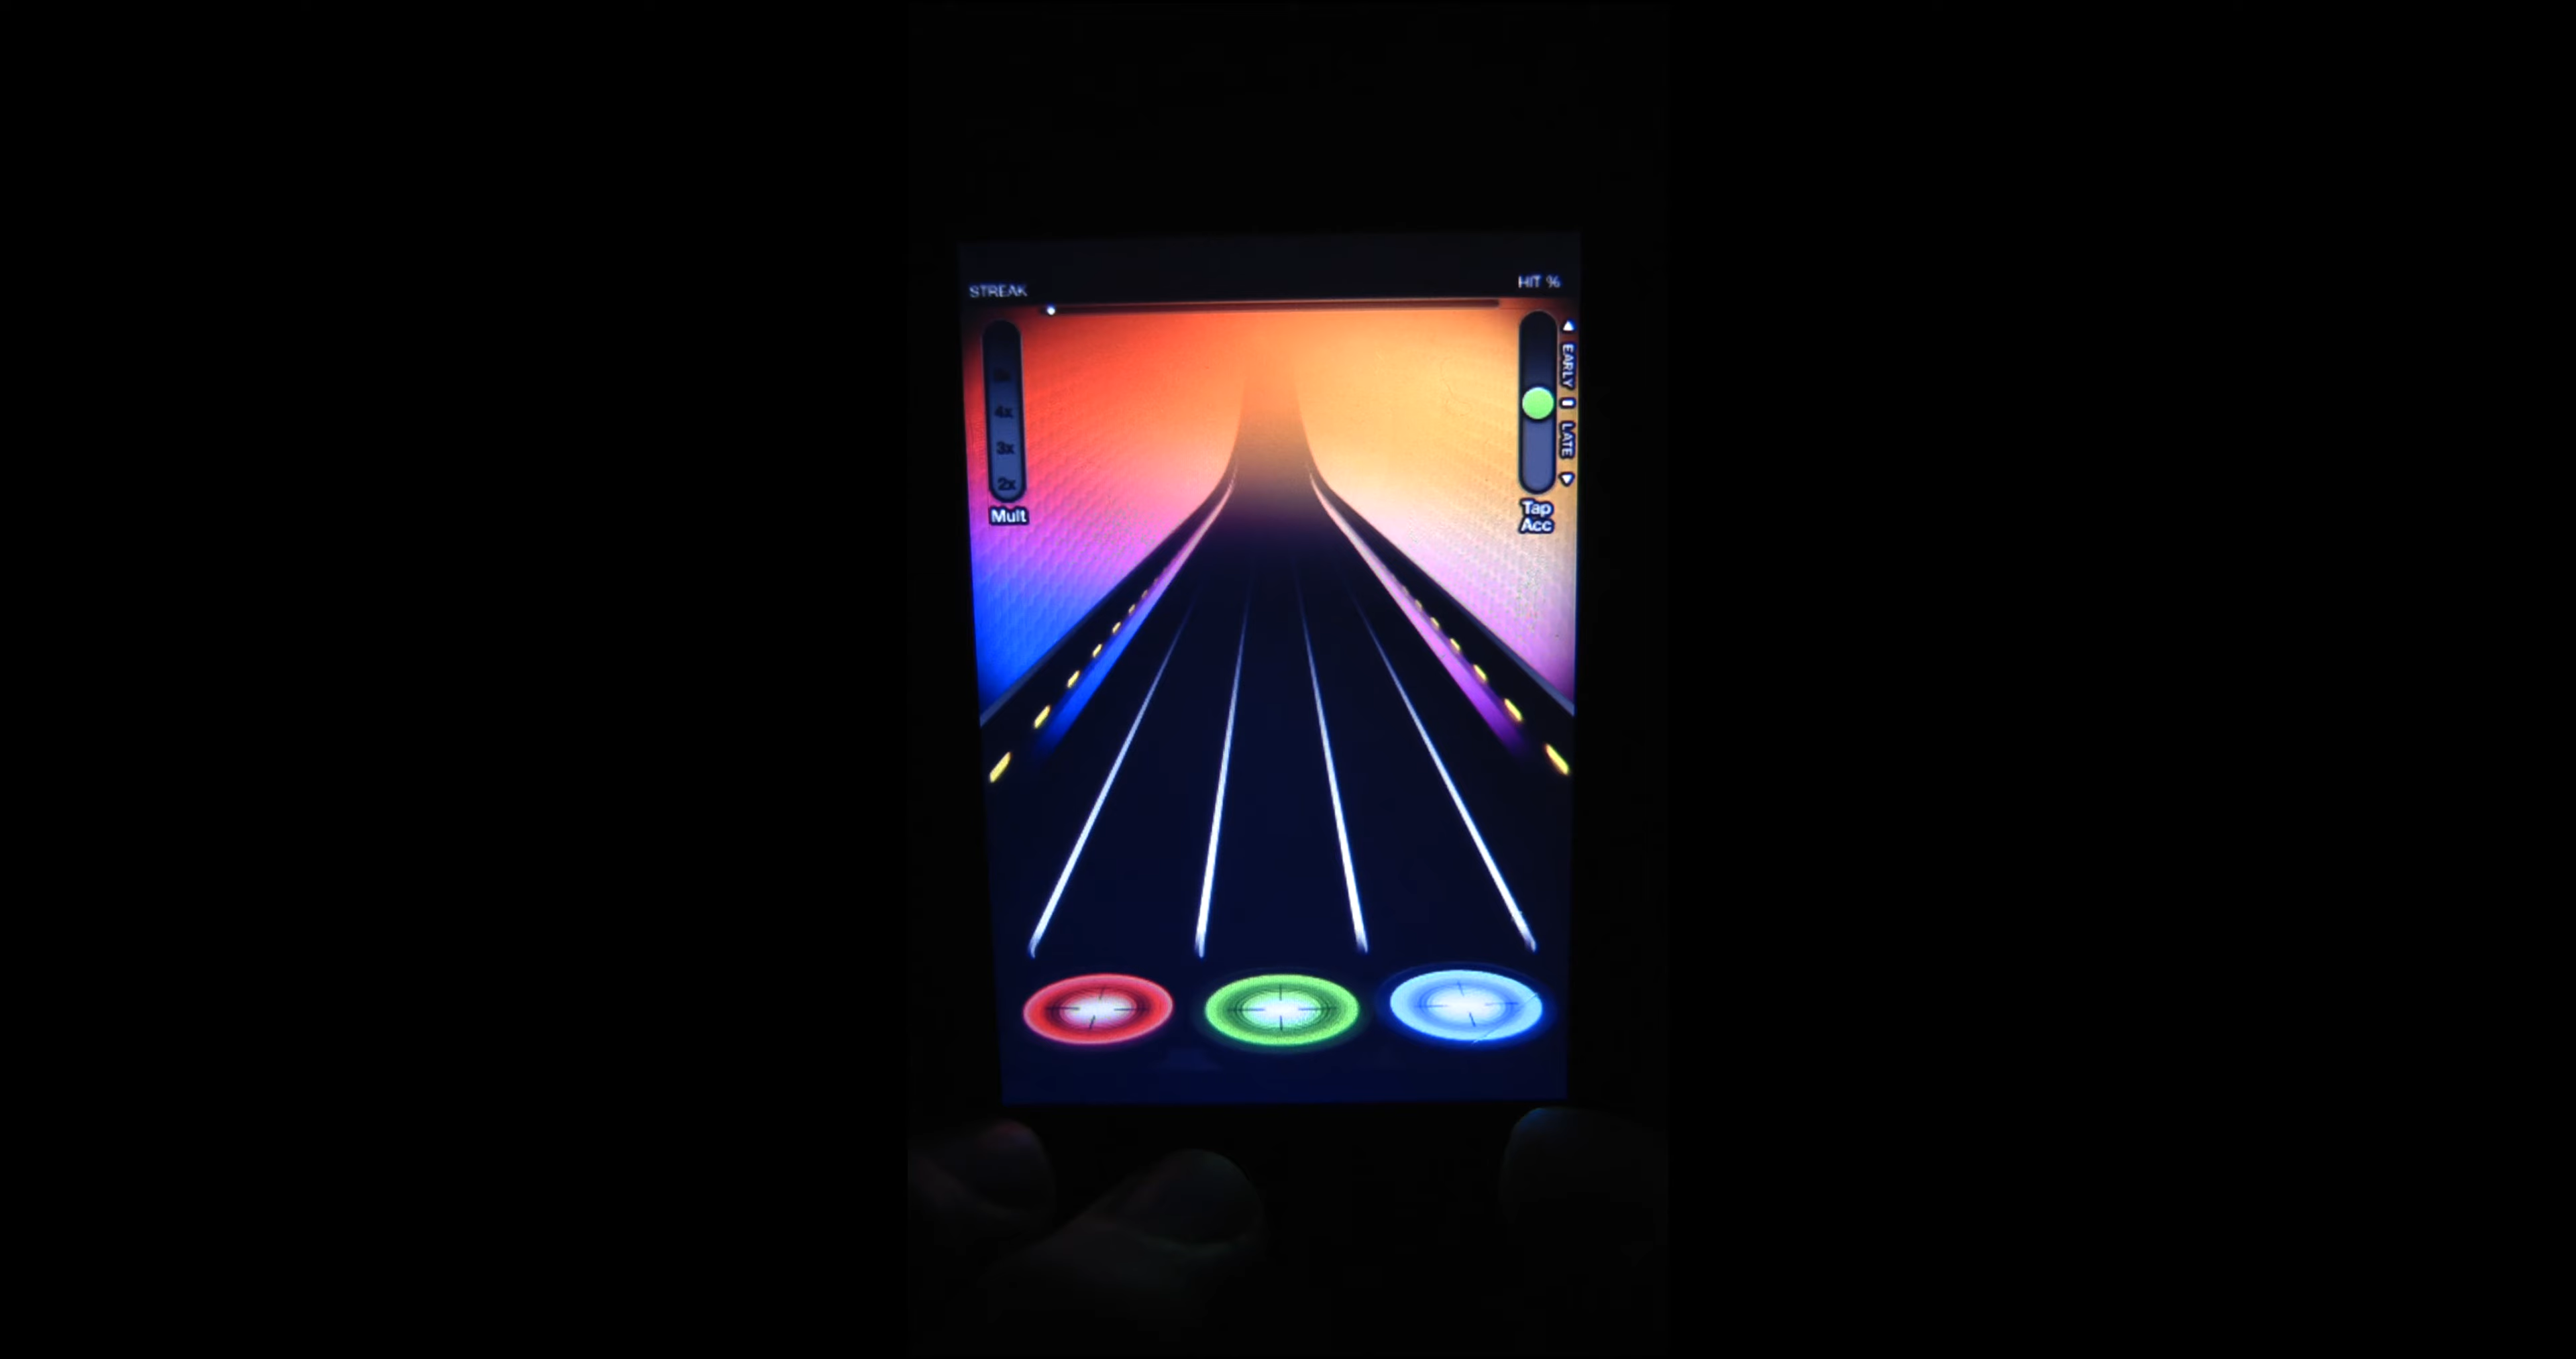 STREAK
HIT %
4x
3x
2x
Mult
EARLY
LATE
Tap
Acc